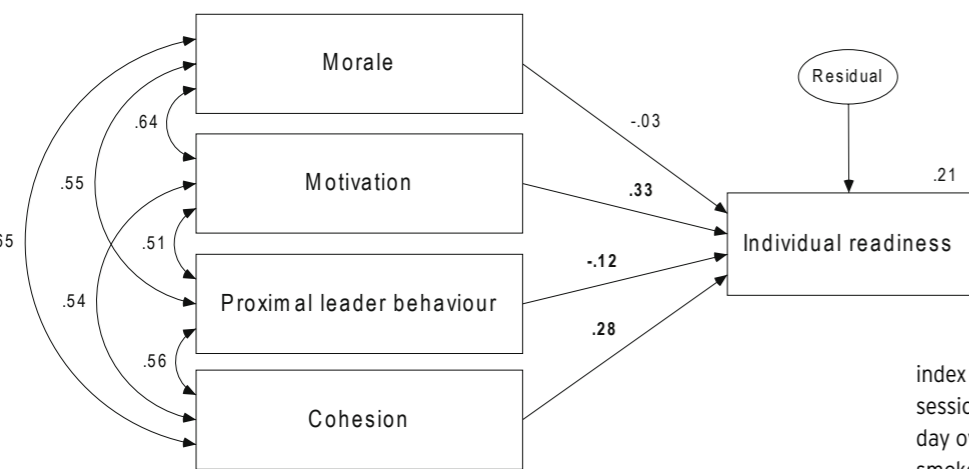 Morale
Residual
-.03
.64
.21
Motivation
.55
.33
65
.51
Individual readiness
-.12
Proximal leader behaviour
.54
.28
.56
Cohesion
index
sessio
day o
smok